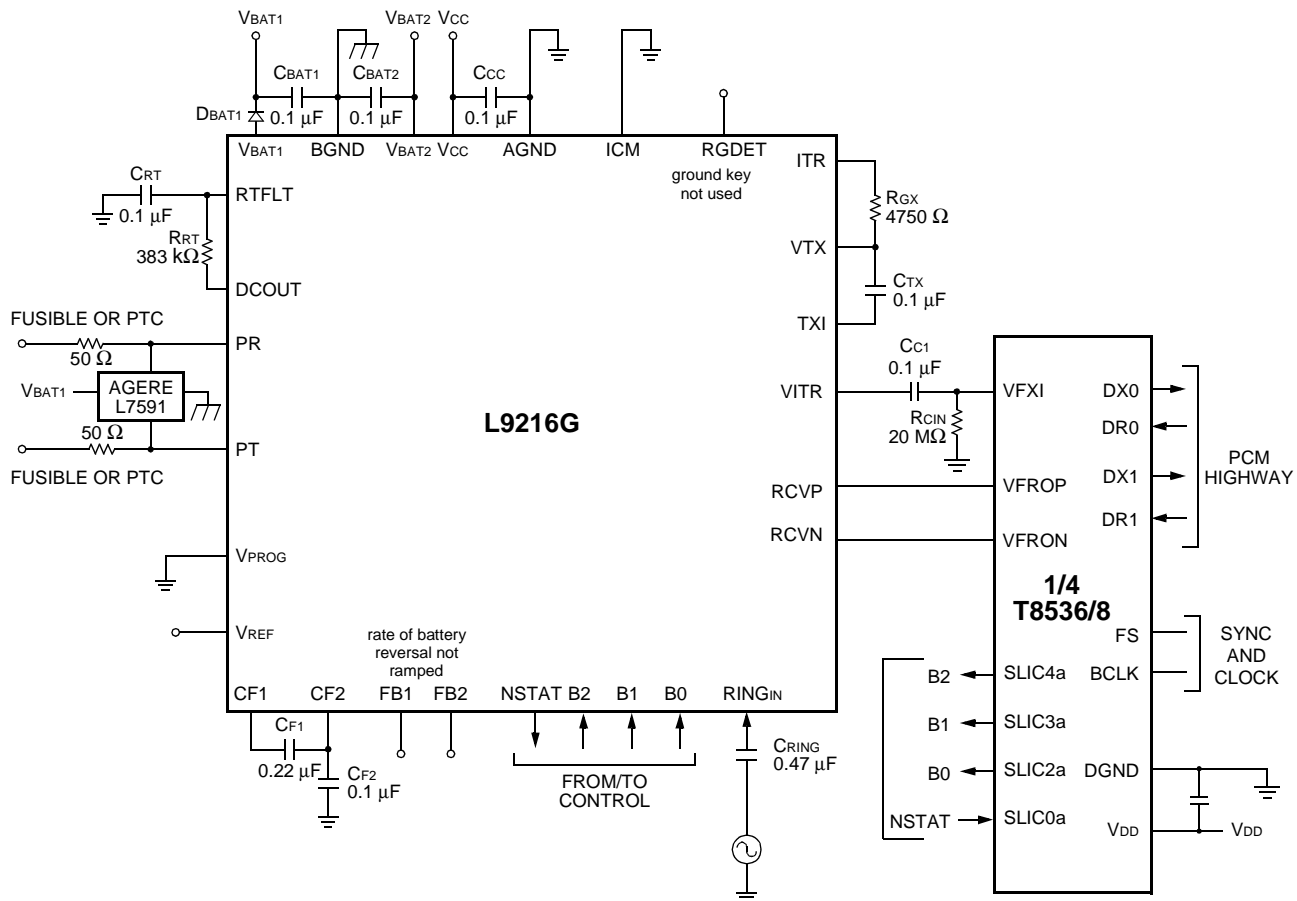 VBAT1
VBAT2 VCC
CBAT1
0.1 µF
CBAT2
0.1 µF
CCC
0.1 µF
DBAT1
VBAT1
BGND
VBAT2 VCC
AGND
ICM
RGDET
ground key
not used
ITR
RGX
4750 Ω
VTX
CTX
0.1 µF
TXI
CRT
0.1 µF
RTFLT
RRT
383 kΩ
DCOUT
FUSIBLE OR PTC
50 Ω
PR
VBAT1
AGERE
L7591
50 Ω
PT
FUSIBLE OR PTC
L9216G
VITR
CC1
0.1 µF
RCIN
20 MΩ
RCVP
RCVN
VPROG
VREF
rate of battery
reversal not
ramped
CF1
CF2
FB1
FB2
NSTAT
B2
B1
B0
RINGIN
CF1
0.22 µF
CF2
0.1 µF
FROM/TO
CONTROL
CRING
0.47 µF
VFXI
DX0
DR0
DX1
DR1
PCM
HIGHWAY
VFROP
VFRON
1/4
T8536/8
FS
BCLK
SYNC
AND
CLOCK
B2
SLIC4a
B1
SLIC3a
B0
SLIC2a
NSTAT
SLIC0a
DGND
VDD
VDD